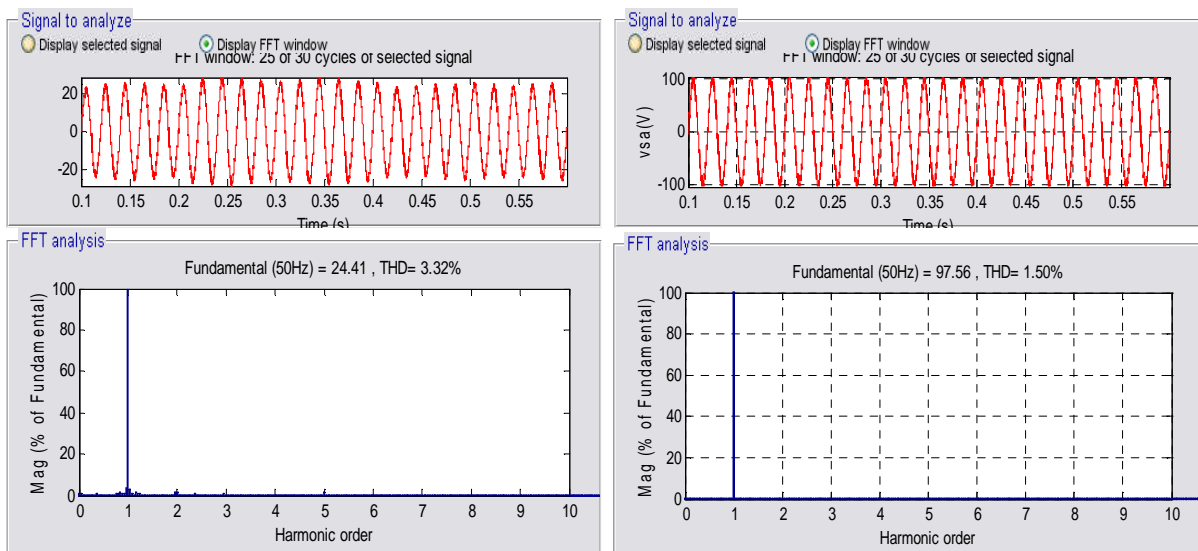 Signal to analyze
Display selected signal Display FFT window
FFT window: 25 of 30 cycles of selected signal
20
0
-20
0.1 0.15 0.2 0.25 0.3 0.35 0.4 0.45 0.5 0.55
Time (s)
FFT analysis
Fundamental (50Hz) = 24.41 , THD= 3.32%
Mag (% of Fundamental)
100
80
60
40
20
0
0 1 2 3 4 5 6 7 8 9 10
Harmonic order
Signal to analyze
Display selected signal Display FFT window
FFT window: 25 of 30 cycles of selected signal
vsa(V)
100
0
-100
0.1 0.15 0.2 0.25 0.3 0.35 0.4 0.45 0.5 0.55
Time (s)
FFT analysis
Fundamental (50Hz) = 97.56 , THD= 1.50%
Mag (% of Fundamental)
100
80
60
40
20
0
0 1 2 3 4 5 6 7 8 9 10
Harmonic order